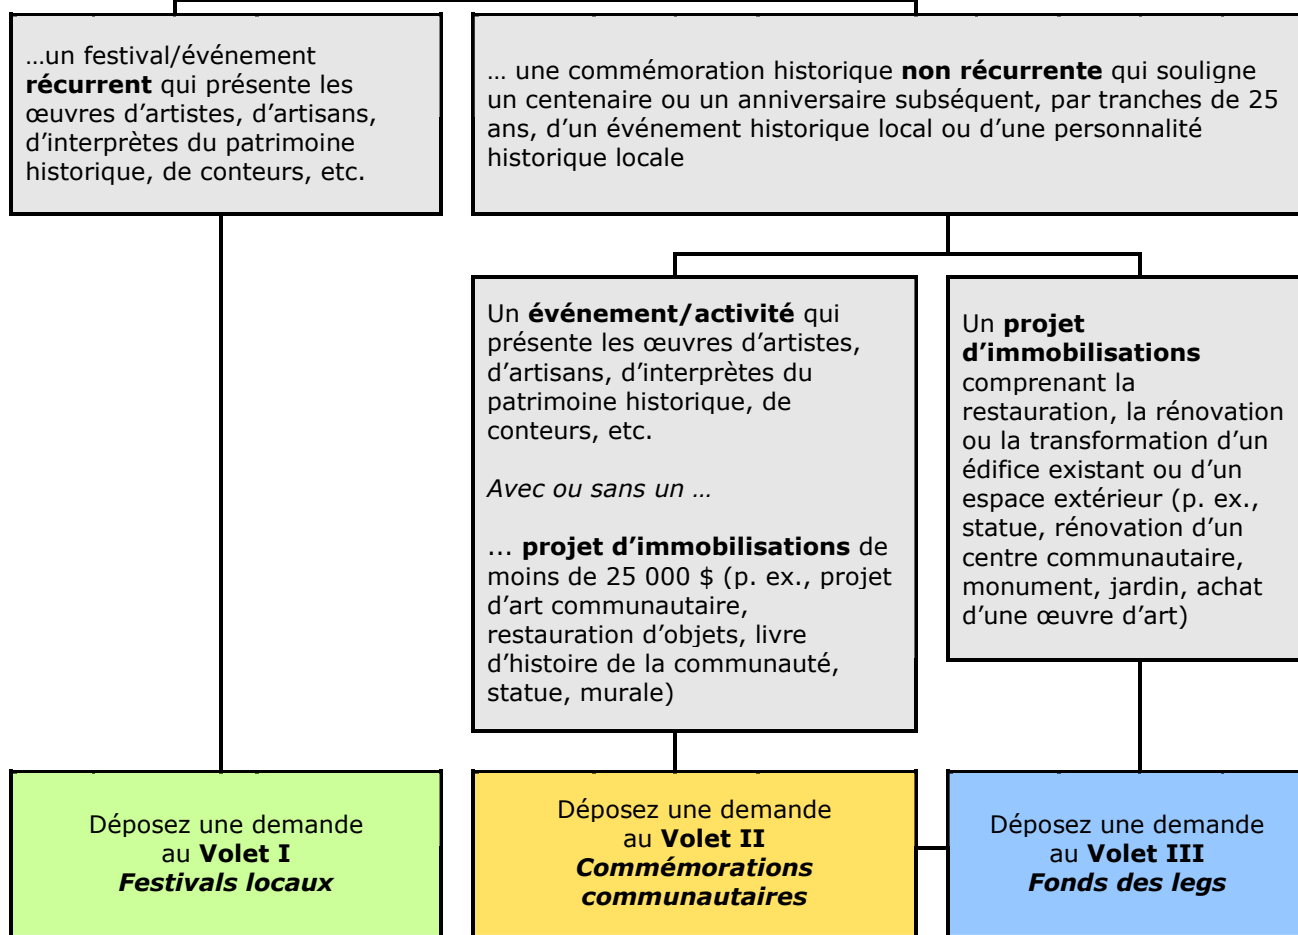 …un festival/événement
récurrent qui présente les
œuvres d’artistes, d’artisans,
d’interprètes du patrimoine
historique, de conteurs, etc.
… une commémoration historique non récurrente qui souligne
un centenaire ou un anniversaire subséquent, par tranches de 25
ans, d’un événement historique local ou d’une personnalité
historique locale
Un événement/activité qui
présente les œuvres d’artistes,
d’artisans, d’interprètes du
patrimoine historique, de
conteurs, etc.
Avec ou sans un …
… projet d’immobilisations de
moins de 25 000 $ (p. ex., projet
d’art communautaire,
restauration d’objets, livre
d’histoire de la communauté,
statue, murale)
Un projet
d’immobilisations
comprenant la
restauration, la rénovation
ou la transformation d’un
édifice existant ou d’un
espace extérieur (p. ex.,
statue, rénovation d’un
centre communautaire,
monument, jardin, achat
d’une œuvre d’art)
Déposez une demande
au Volet I
Festivals locaux
Déposez une demande
au Volet II
Commémorations
communautaires
Déposez une demande
au Volet III
Fonds des legs